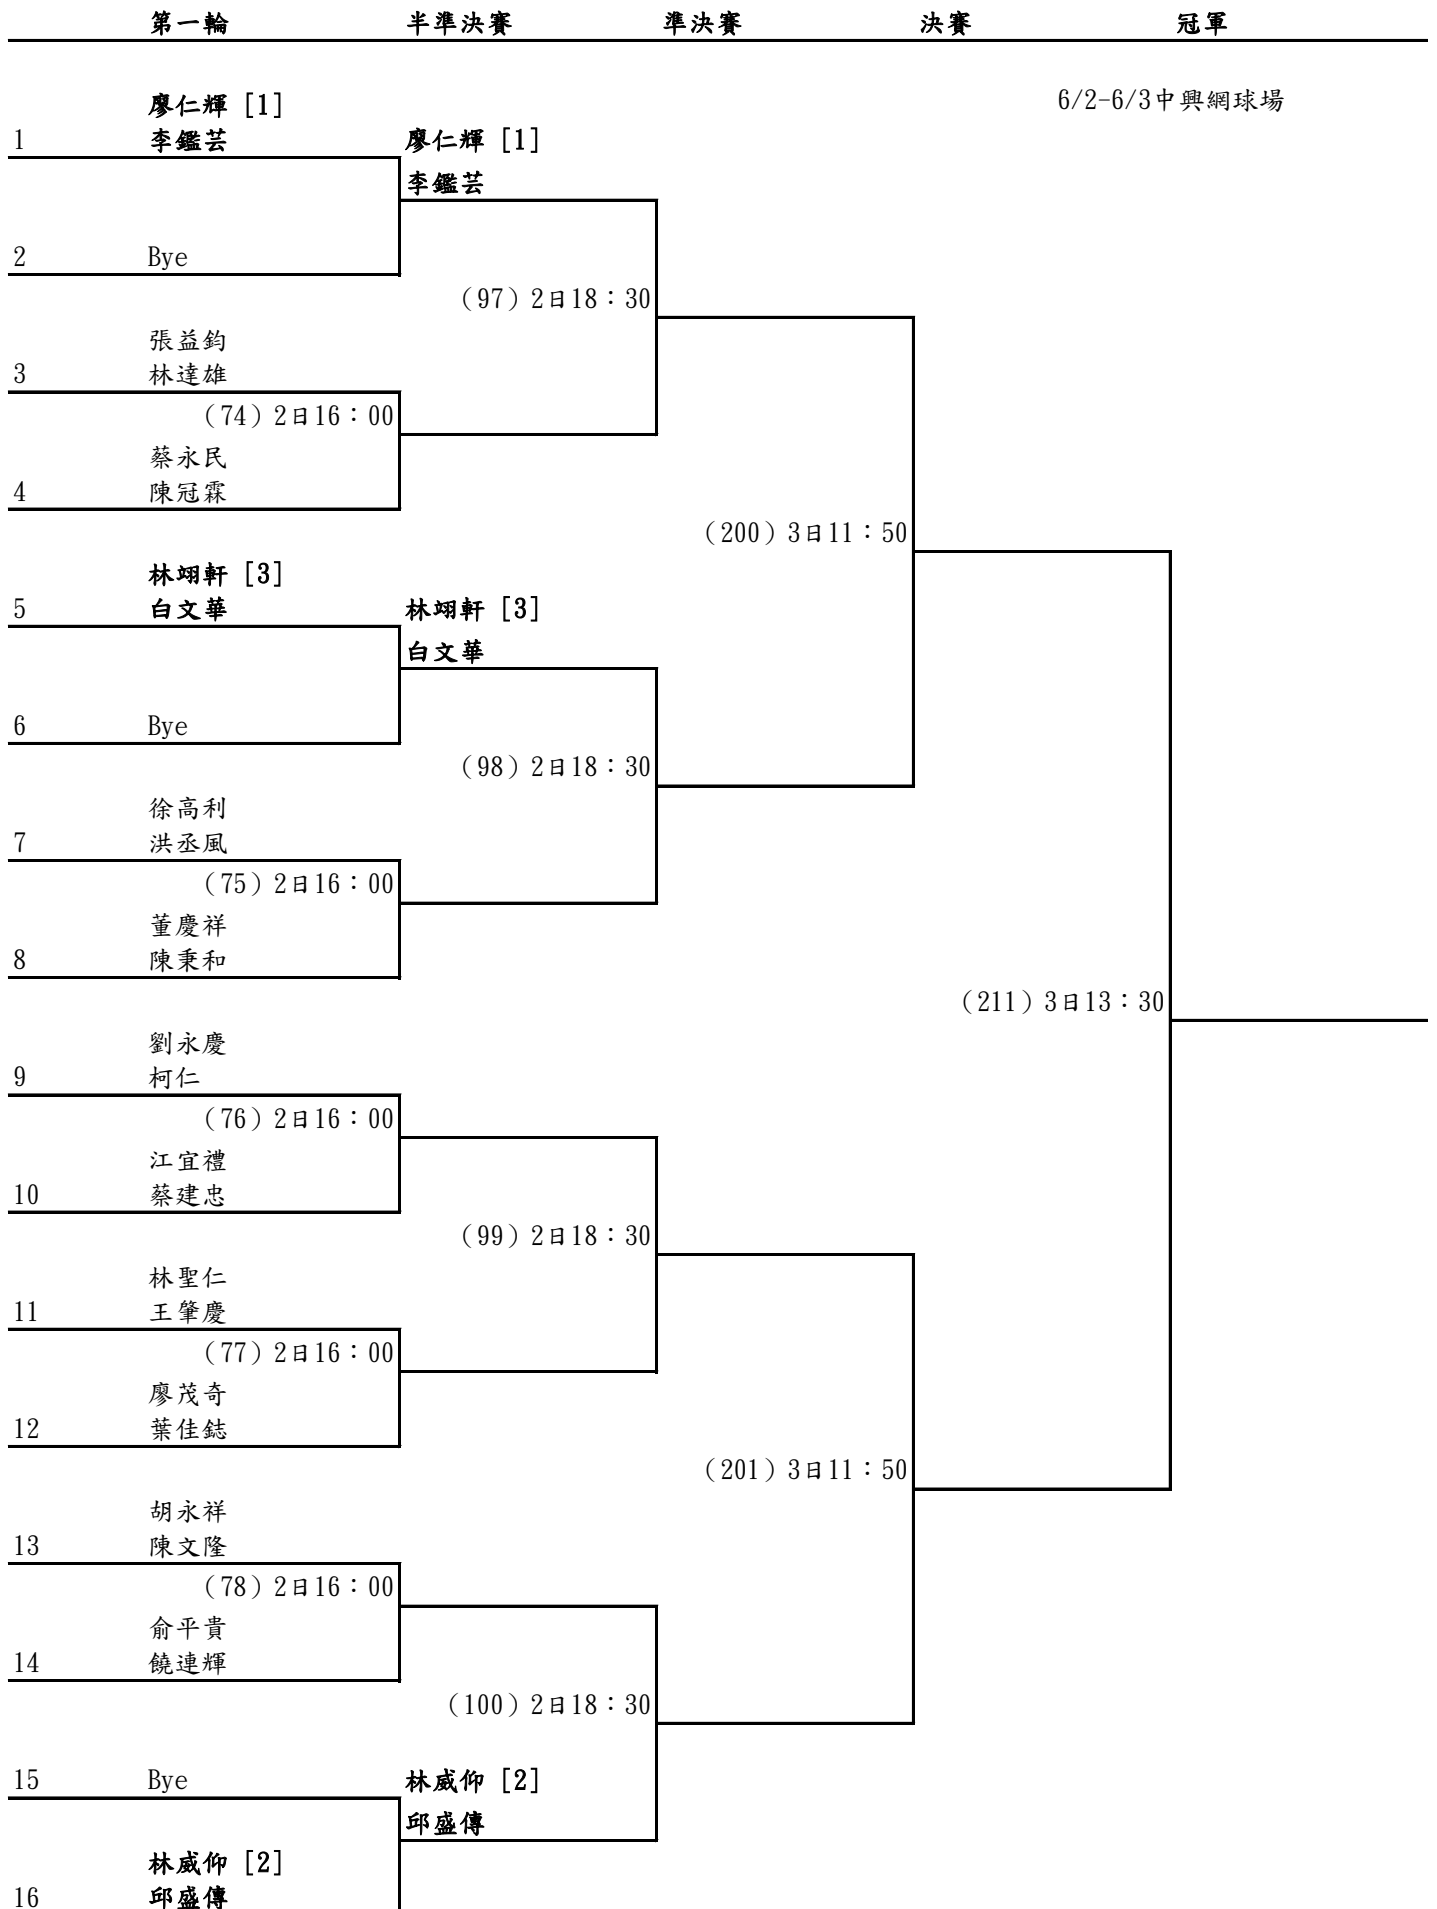 第一輪 半準決賽 準決賽 決賽 冠軍
6/2-6/3中興網球場
廖仁輝 [1]
1 李鑑芸 廖仁輝 [1]
李鑑芸
2 Bye
(97) 2日18：30
張益鈞
3 林達雄
(74) 2日16：00
蔡永民
4 陳冠霖
(200) 3日11：50
林翊軒 [3]
5 白文華 林翊軒 [3]
白文華
6 Bye
(98) 2日18：30
徐高利
7 洪丞風
(75) 2日16：00
董慶祥
8 陳秉和
(211) 3日13：30
劉永慶
9 柯仁
(76) 2日16：00
江宜禮
10 蔡建忠
(99) 2日18：30
林聖仁
11 王肇慶
(77) 2日16：00
廖茂奇
12 葉佳鋕
(201) 3日11：50
胡永祥
13 陳文隆
(78) 2日16：00
俞平貴
14 饒連輝
(100) 2日18：30
15 Bye 林威仰 [2]
邱盛傳
林威仰 [2]
16 邱盛傳